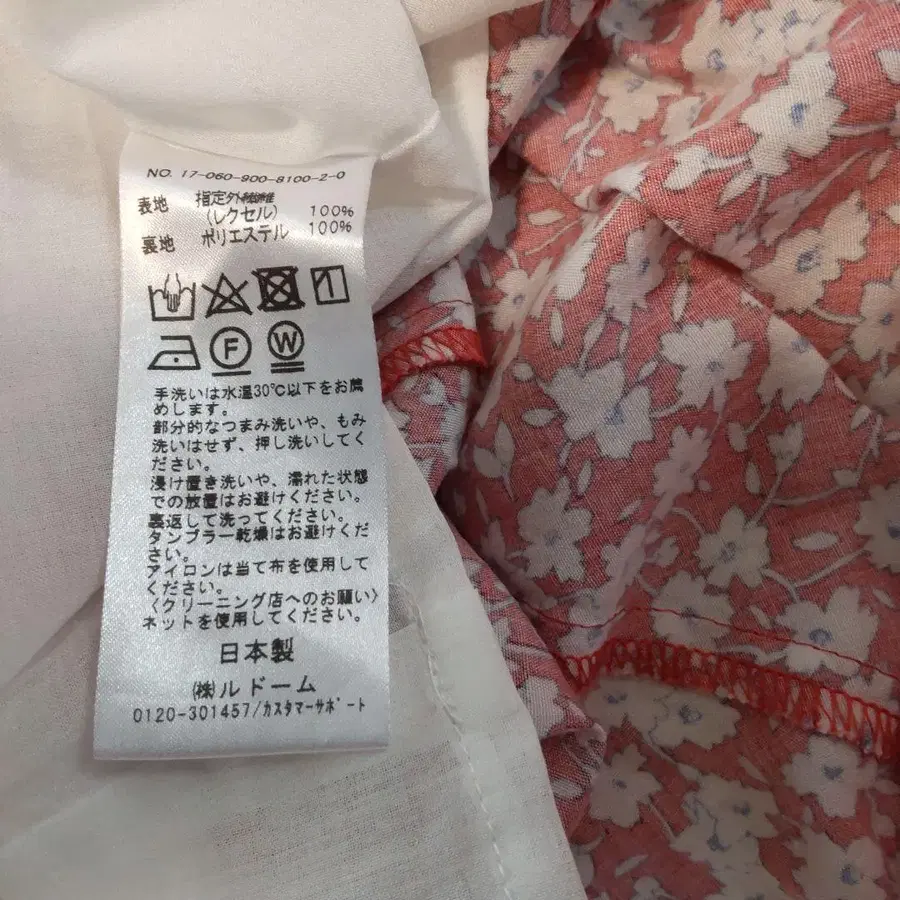 NO. 17-060-900-8100-2-0
表地 指定外繊維
(レクセル) 100%
裏地 ポリエステル 100%
F W
手洗いは水温30℃以下をお薦
めします。
部分的なつまみ洗いや、もみ
洗いはせず、押し洗いしてく
ださい。
浸け置き洗いや、濡れた状態
での放置はお避けください。
裏返して洗ってください。
タンブラー乾燥はお避けくだ
さい。
アイロンは当て布を使用して
ください。
〈クリーニング店へのお願い〉
ネットを使用してください。
日本製
㈱ルドーム
0120-301457/カスタマーサポート